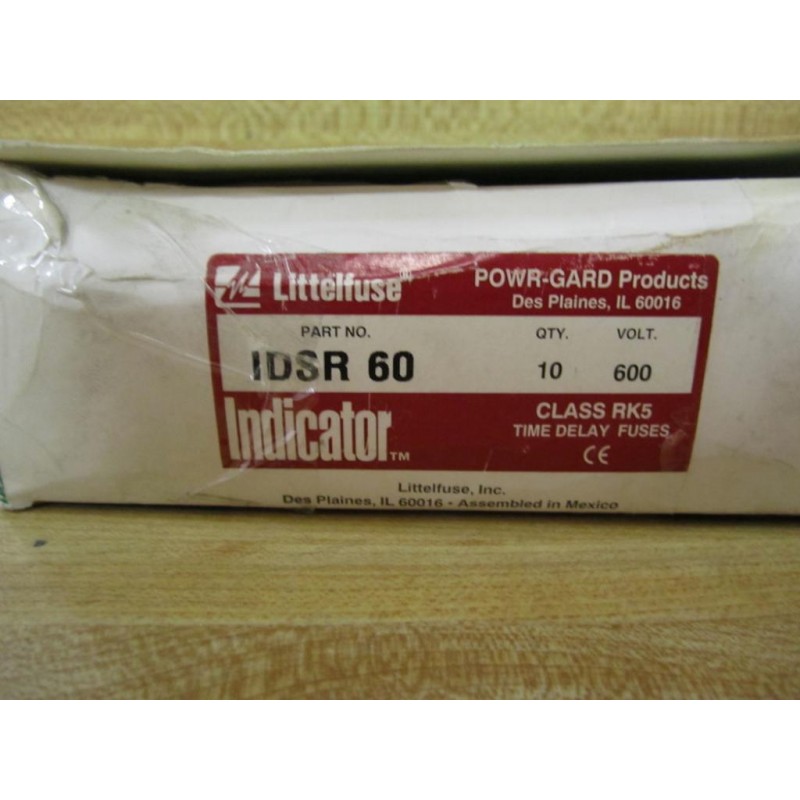 Littelfuse®
POWR-GARD Products
Des Plaines, IL 60016
PART NO.
QTY.
VOLT.
IDSR 60
10
600
Indicator™
CLASS RK5
TIME DELAY FUSES
CE
Littelfuse, Inc.
Des Plaines, IL 60016 - Assembled in Mexico